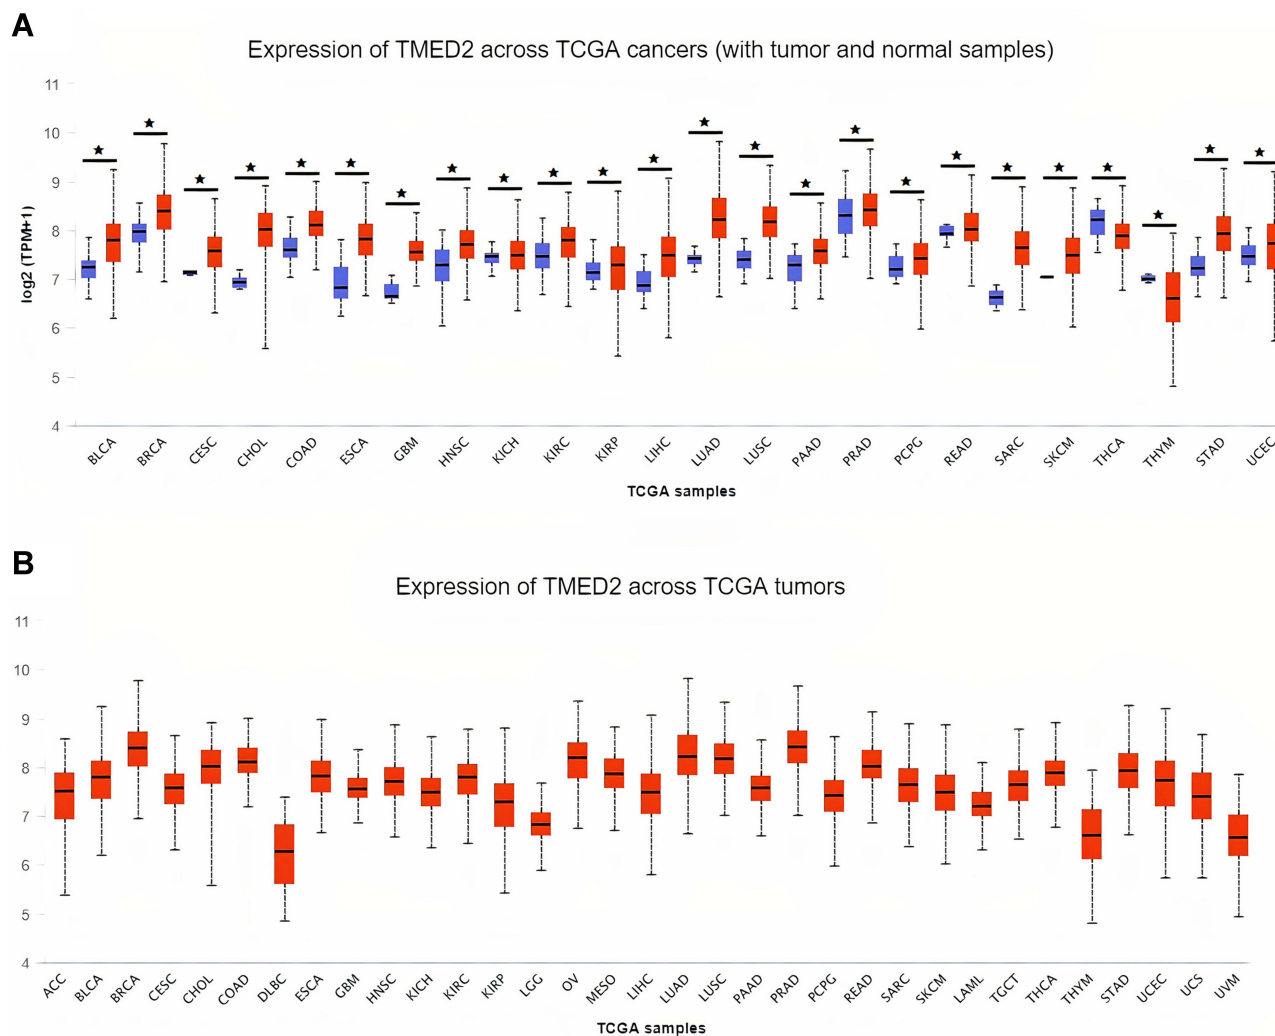 A
Expression of TMED2 across TCGA cancers (with tumor and normal samples)
11
10
9
8
7
6
5
4
log2 (TPM+1)
BLCA
BRCA
CESC
CHOL
COAD
ESCA
GBM
HNSC
KICH
KIRC
KIRP
LIHC
LUAD
LUSC
PAAD
PRAD
PCPG
READ
SARC
SKCM
THCA
THYM
STAD
UCEC
TCGA samples
B
Expression of TMED2 across TCGA tumors
11
10
9
8
7
6
5
4
ACC
BLCA
BRCA
CESC
CHOL
COAD
DLBC
ESCA
GBM
HNSC
KICH
KIRC
KIRP
LGG
OV
MESO
LIHC
LUAD
LUSC
PAAD
PRAD
PCPG
READ
SARC
SKCM
LAML
TGCT
THCA
THYM
STAD
UCEC
UCS
UVM
TCGA samples